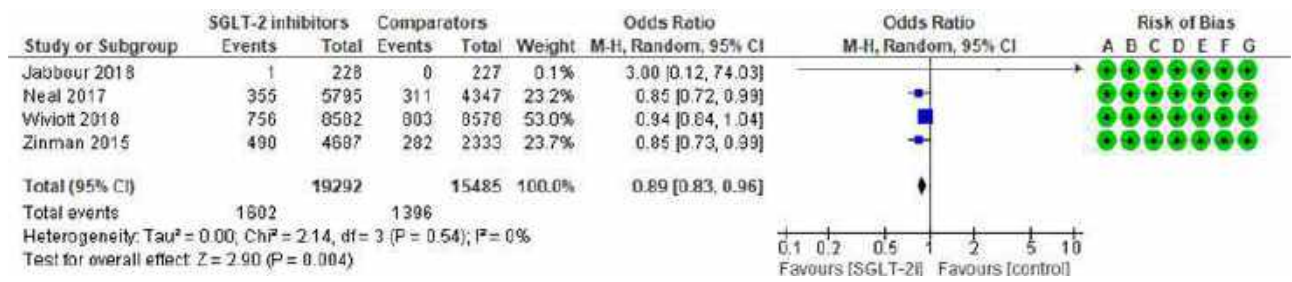 SGLT-2 inhibitors Comparators Odds Ratio Odds Ratio Risk of Bias
Study or Subgroup Events Total Events Total Weight M-H, Random, 95% CI M-H, Random, 95% CI A B C D E F G
Jabbour 2018 1 228 0 227 0.1% 3.00 [0.12, 74.03]
Neal 2017 355 5795 311 4347 23.2% 0.85 [0.72, 0.99]
Wiviott 2018 756 8582 803 8578 53.0% 0.94 [0.84, 1.04]
Zinman 2015 490 4687 282 2333 23.7% 0.85 [0.73, 0.99]
Total (95% CI) 19292 15485 100.0% 0.89 [0.83, 0.96]
Total events 1602 1396
Heterogeneity: Tau² = 0.00; Chi² = 2.14, df = 3 (P = 0.54); I² = 0%
Test for overall effect: Z = 2.90 (P = 0.004)
0.1 0.2 0.5 1 2 5 10
Favours [SGLT-2i] Favours [control]